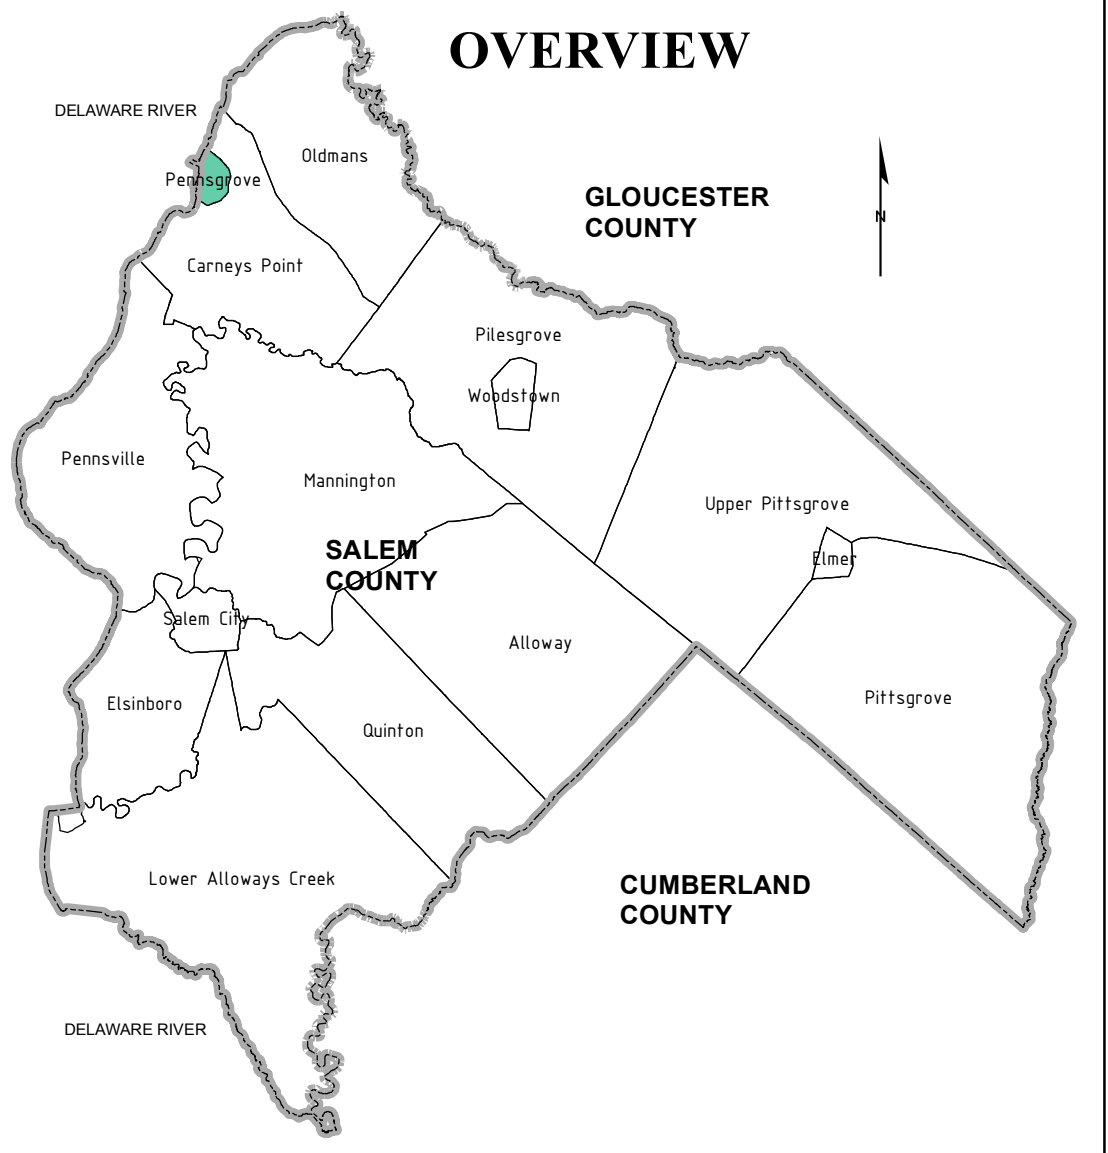 OVERVIEW
DELAWARE RIVER
Oldmans
Pennsgrove
GLOUCESTER
COUNTY
N
Carneys Point
Pilesgrove
Woodstown
Pennsville
Mannington
Upper Pittsgrove
SALEM
COUNTY
Elmer
Salem City
Alloway
Elsinboro
Pittsgrove
Quinton
Lower Alloways Creek
CUMBERLAND
COUNTY
DELAWARE RIVER